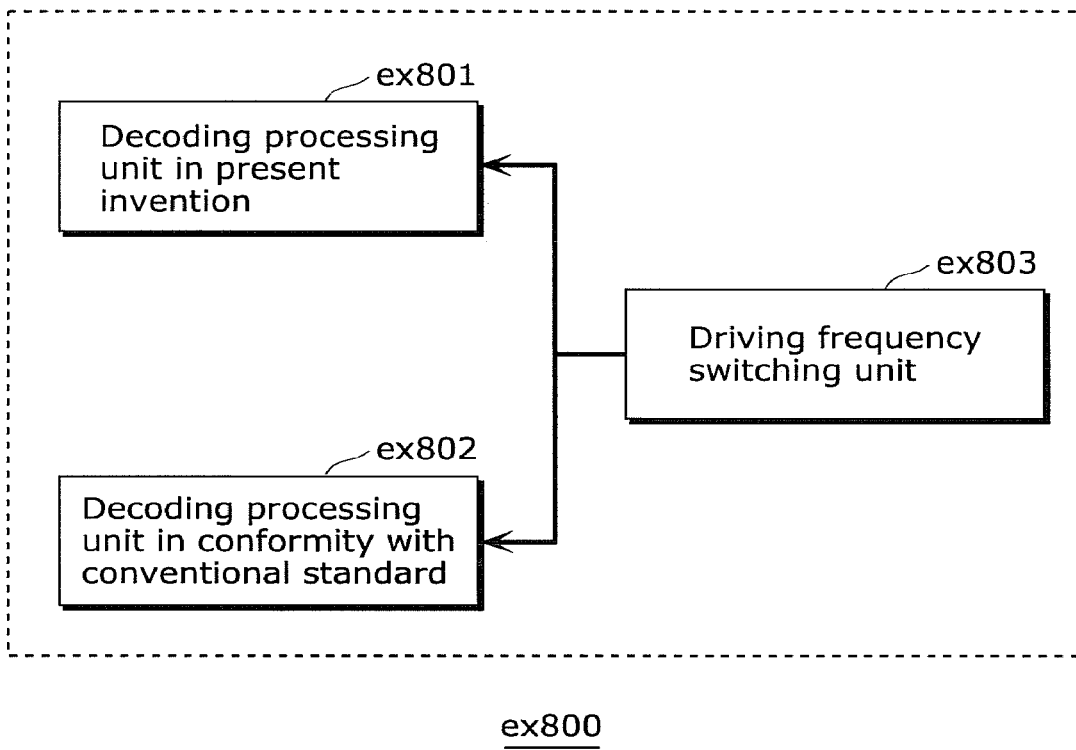 ex801
Decoding processing
unit in present
invention
ex803
Driving frequency
switching unit
ex802
Decoding processing
unit in conformity with
conventional standard
ex800